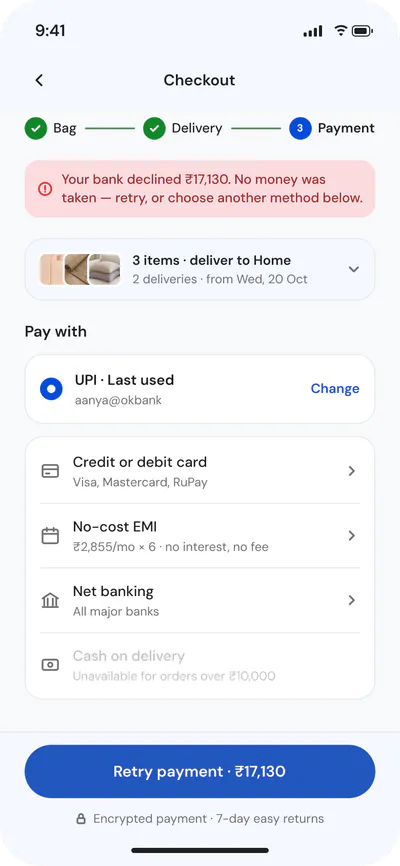 9:41
Checkout
Bag
Delivery
3
Payment
Your bank declined ₹17,130. No money was
taken — retry, or choose another method below.
3 items · deliver to Home
2 deliveries · from Wed, 20 Oct
Pay with
UPI · Last used
aanya@okbank
Change
Credit or debit card
Visa, Mastercard, RuPay
No-cost EMI
₹2,855/mo × 6 · no interest, no fee
Net banking
All major banks
Cash on delivery
Unavailable for orders over ₹10,000
Retry payment · ₹17,130
Encrypted payment · 7-day easy returns